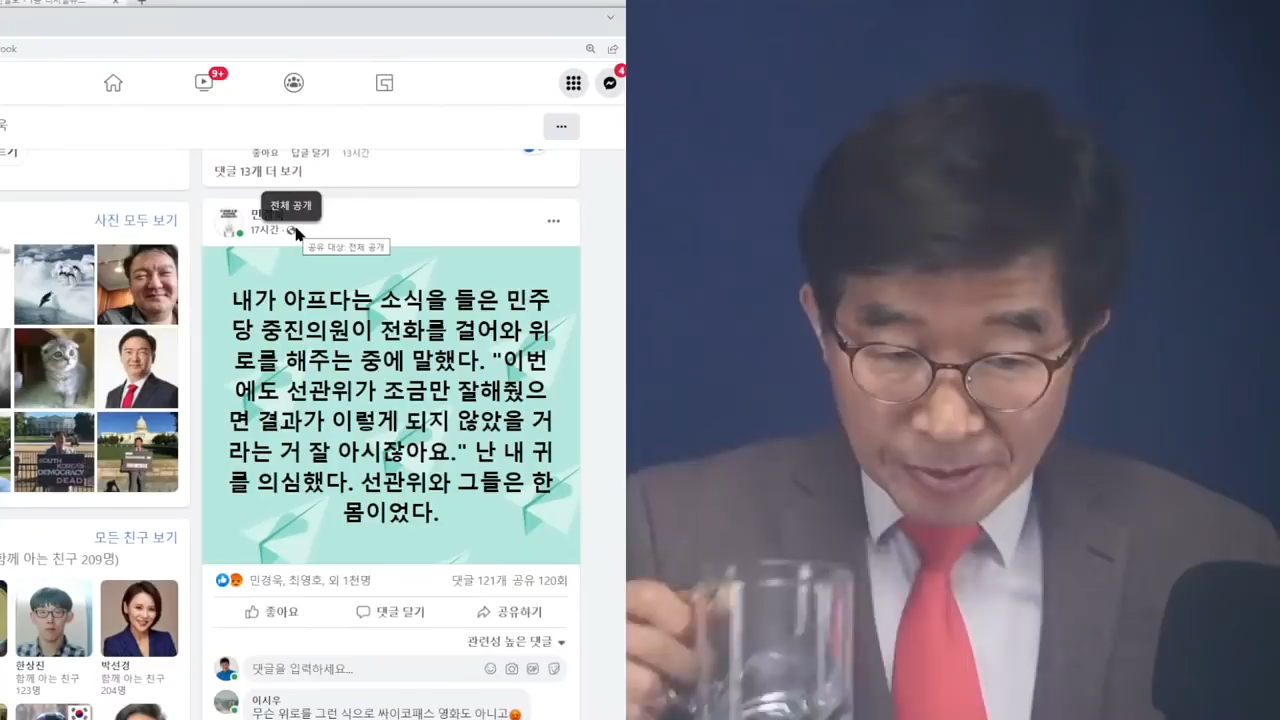 ook
9+
4
욱
좋아요 답글 달기 13시간
댓글 13개 더 보기
사진 모두 보기
전체 공개
17시간 ·
공유 대상: 전체 공개
내가 아프다는 소식을 들은 민주
당 중진의원이 전화를 걸어와 위
로를 해주는 중에 말했다. "이번
에도 선관위가 조금만 잘해줬으
면 결과가 이렇게 되지 않았을 거
라는 거 잘 아시잖아요." 난 내 귀
를 의심했다. 선관위와 그들은 한
몸이었다.
SOUTH KOREA'S
DEMOCRACY
DEAD
모든 친구 보기
함께 아는 친구 209명)
민경욱, 최영호, 외 1천명 댓글 121개 공유 120회
좋아요 댓글 달기 공유하기
관련성 높은 댓글
댓글을 입력하세요...
GIF
한상진
함께 아는 친구
123명
박선경
함께 아는 친구
204명
이시우
무슨 위로를 그런 식으로 싸이코패스 영화도 아니고